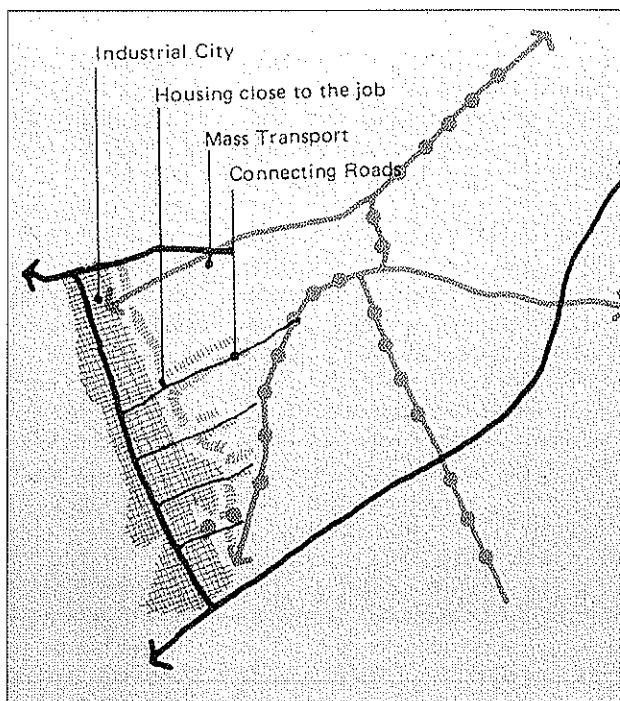 Industrial City
Housing close to the job
Mass Transport
Connecting Roads